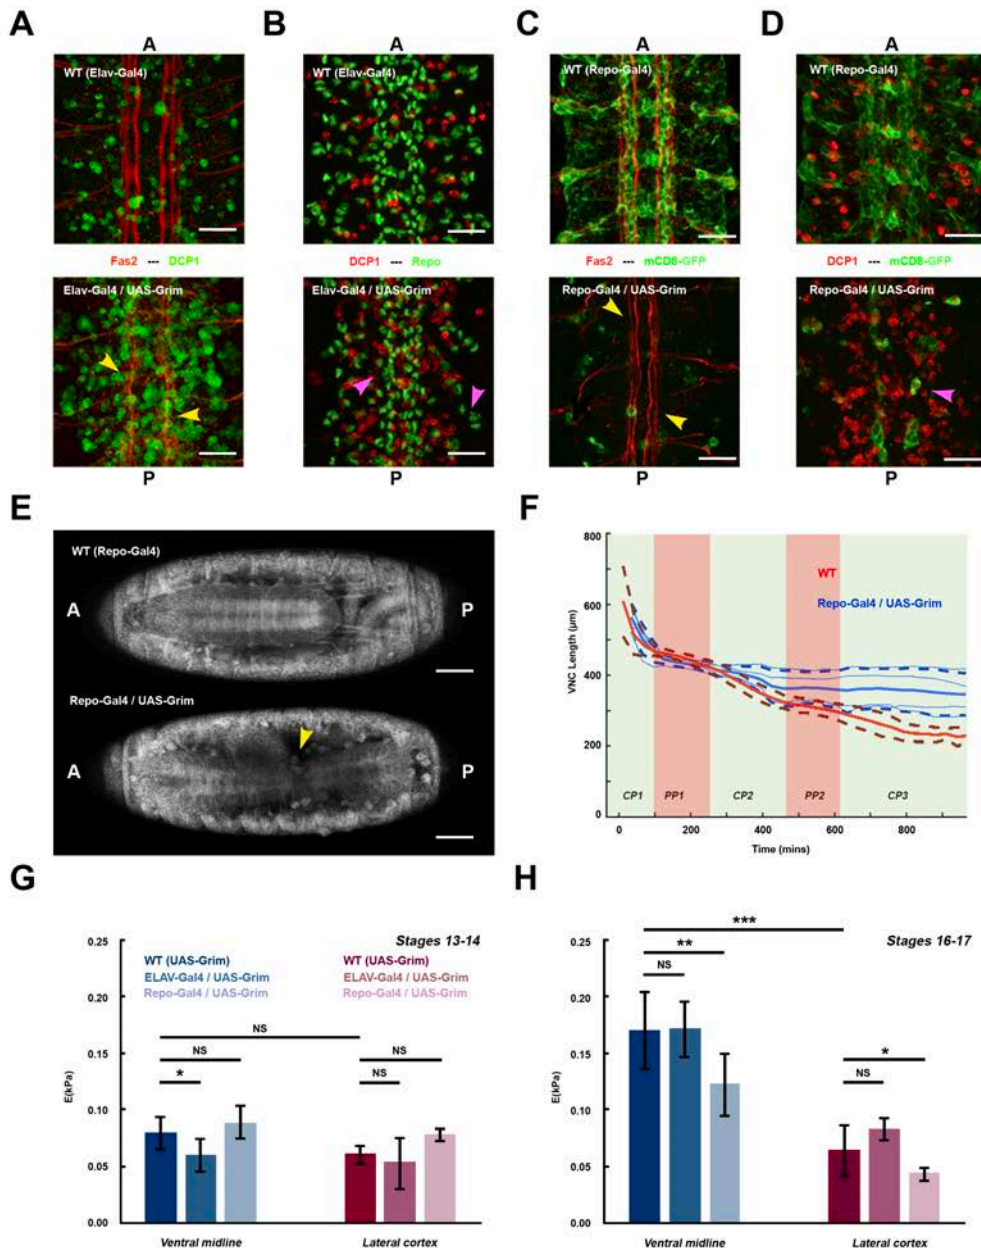 A B C D
A A A A
WT (Elav-Gal4) WT (Elav-Gal4) WT (Repo-Gal4) WT (Repo-Gal4)
Fas2 --- DCP1 DCP1 --- Repo Fas2 --- mCD8-GFP DCP1 --- mCD8-GFP
Elav-Gal4 / UAS-Grim Elav-Gal4 / UAS-Grim Repo-Gal4 / UAS-Grim Repo-Gal4 / UAS-Grim
P P P P
E
WT (Repo-Gal4)
A P
Repo-Gal4 / UAS-Grim
A P
F
800
600
400
200
0
VNC Length (µm)
WT
Repo-Gal4 / UAS-Grim
CP1 PP1 CP2 PP2 CP3
0 200 400 600 800
Time (mins)
G
Stages 13-14
0.25
0.20
0.15
0.10
0.05
0.00
E(kPa)
WT (UAS-Grim) WT (UAS-Grim)
ELAV-Gal4 / UAS-Grim ELAV-Gal4 / UAS-Grim
Repo-Gal4 / UAS-Grim Repo-Gal4 / UAS-Grim
NS
NS NS
* NS
Ventral midline Lateral cortex
H
Stages 16-17
0.25
0.20
0.15
0.10
0.05
0.00
E(kPa)
***
**
NS
*
NS
Ventral midline Lateral cortex